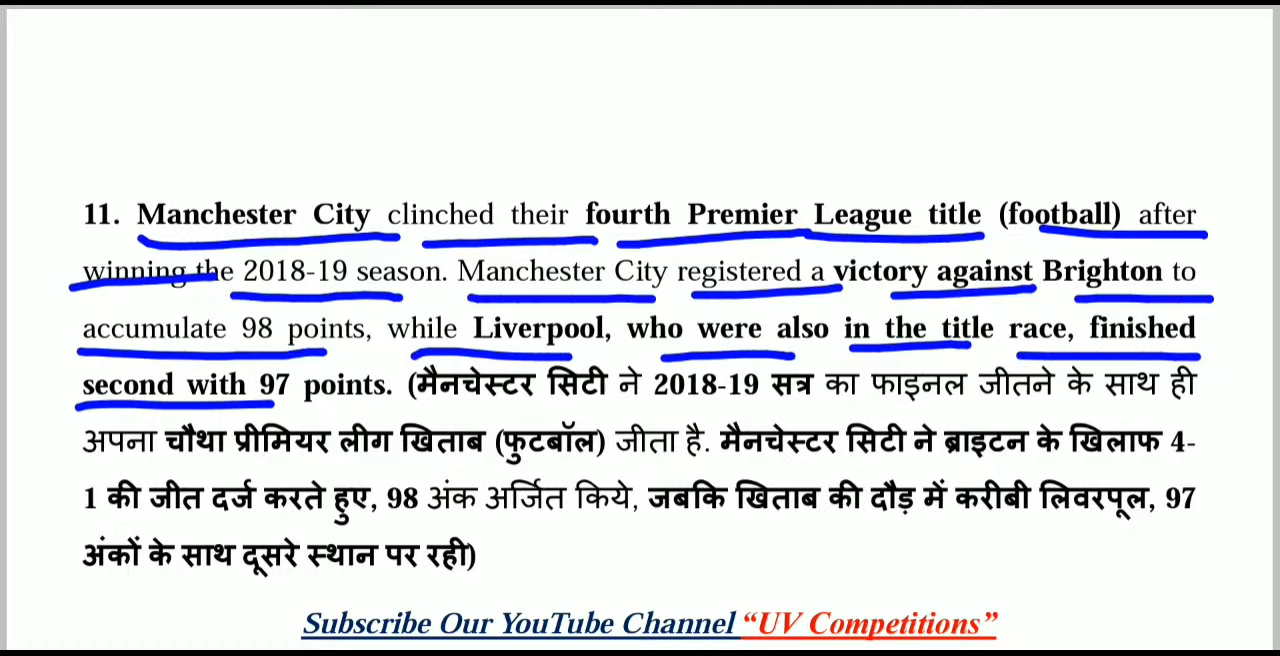 11. Manchester City clinched their fourth Premier League title (football) after
winning the 2018-19 season. Manchester City registered a victory against Brighton to
accumulate 98 points, while Liverpool, who were also in the title race, finished
second with 97 points. (मैनचेस्टर सिटी ने 2018-19 सत्र का फाइनल जीतने के साथ ही
अपना चौथा प्रीमियर लीग खिताब (फुटबॉल) जीता है. मैनचेस्टर सिटी ने ब्राइटन के खिलाफ 4-
1 की जीत दर्ज करते हुए, 98 अंक अर्जित किये, जबकि खिताब की दौड़ में करीबी लिवरपूल, 97
अंकों के साथ दूसरे स्थान पर रही)
Subscribe Our YouTube Channel “UV Competitions”